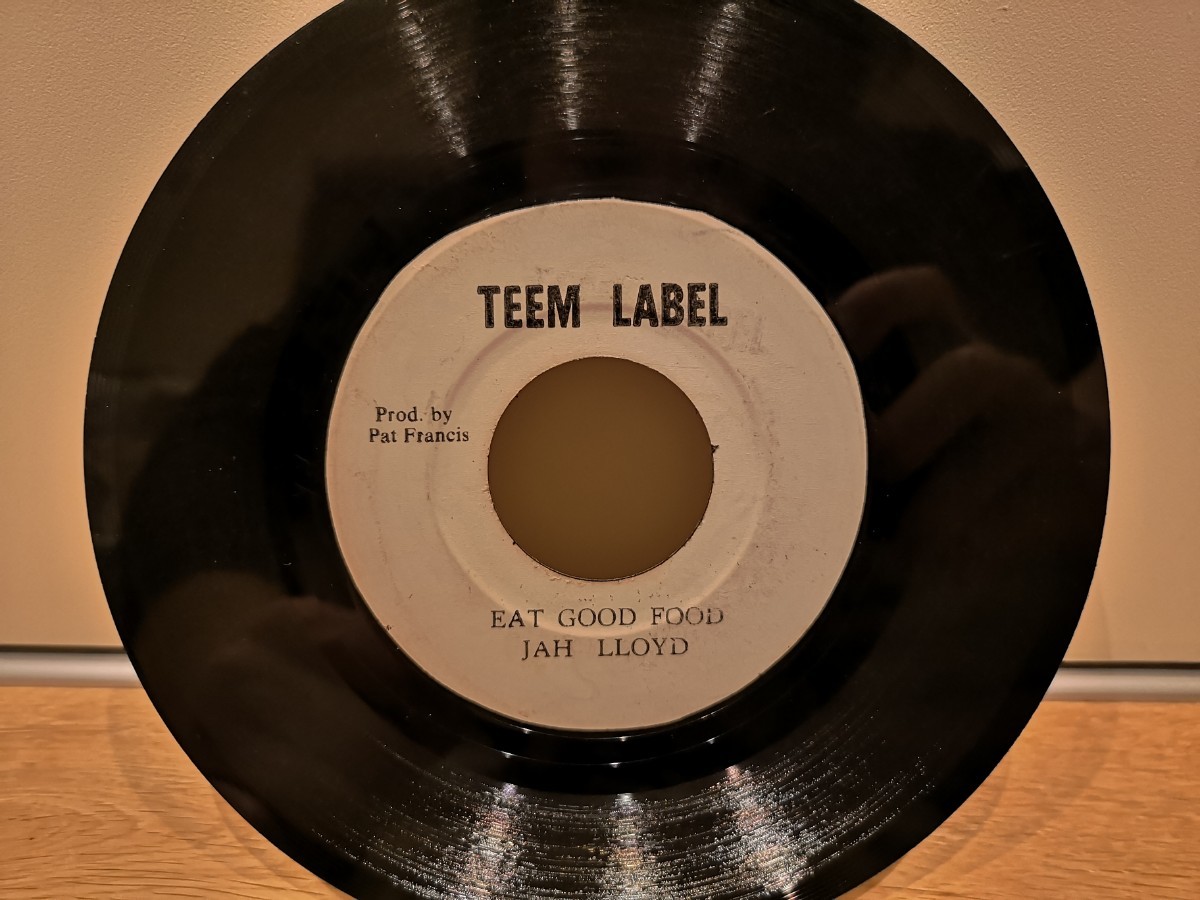 TEEM LABEL
Prod. by
Pat Francis
EAT GOOD FOOD
JAH LLOYD